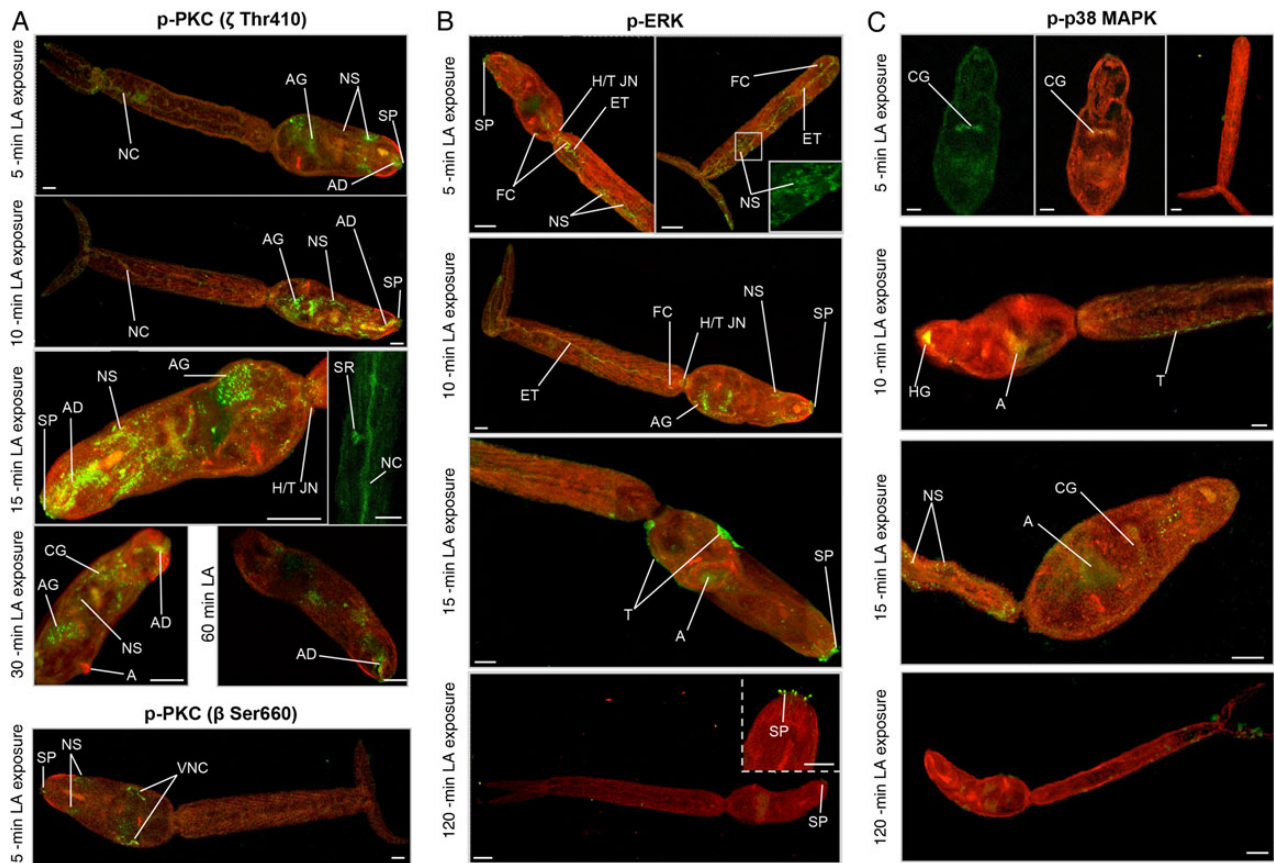 A
p-PKC (ζ Thr410)
5 -min LA exposure
AG
NS
SP
NC
AD
10 -min LA exposure
AG
NS
AD
SP
NC
15 -min LA exposure
NS
AG
AD
SP
H/T JN
SR
NC
30 -min LA exposure
CG
AG
NS
AD
A
60 min LA
AD
p-PKC (β Ser660)
5 -min LA exposure
SP
NS
VNC
B
p-ERK
5 -min LA exposure
SP
H/T JN
ET
FC
NS
FC
ET
NS
10 -min LA exposure
FC
H/T JN
NS
SP
ET
AG
15 -min LA exposure
SP
T
A
120 -min LA exposure
SP
SP
C
p-p38 MAPK
5 -min LA exposure
CG
CG
10 -min LA exposure
HG
A
T
15 -min LA exposure
NS
A
CG
120 -min LA exposure